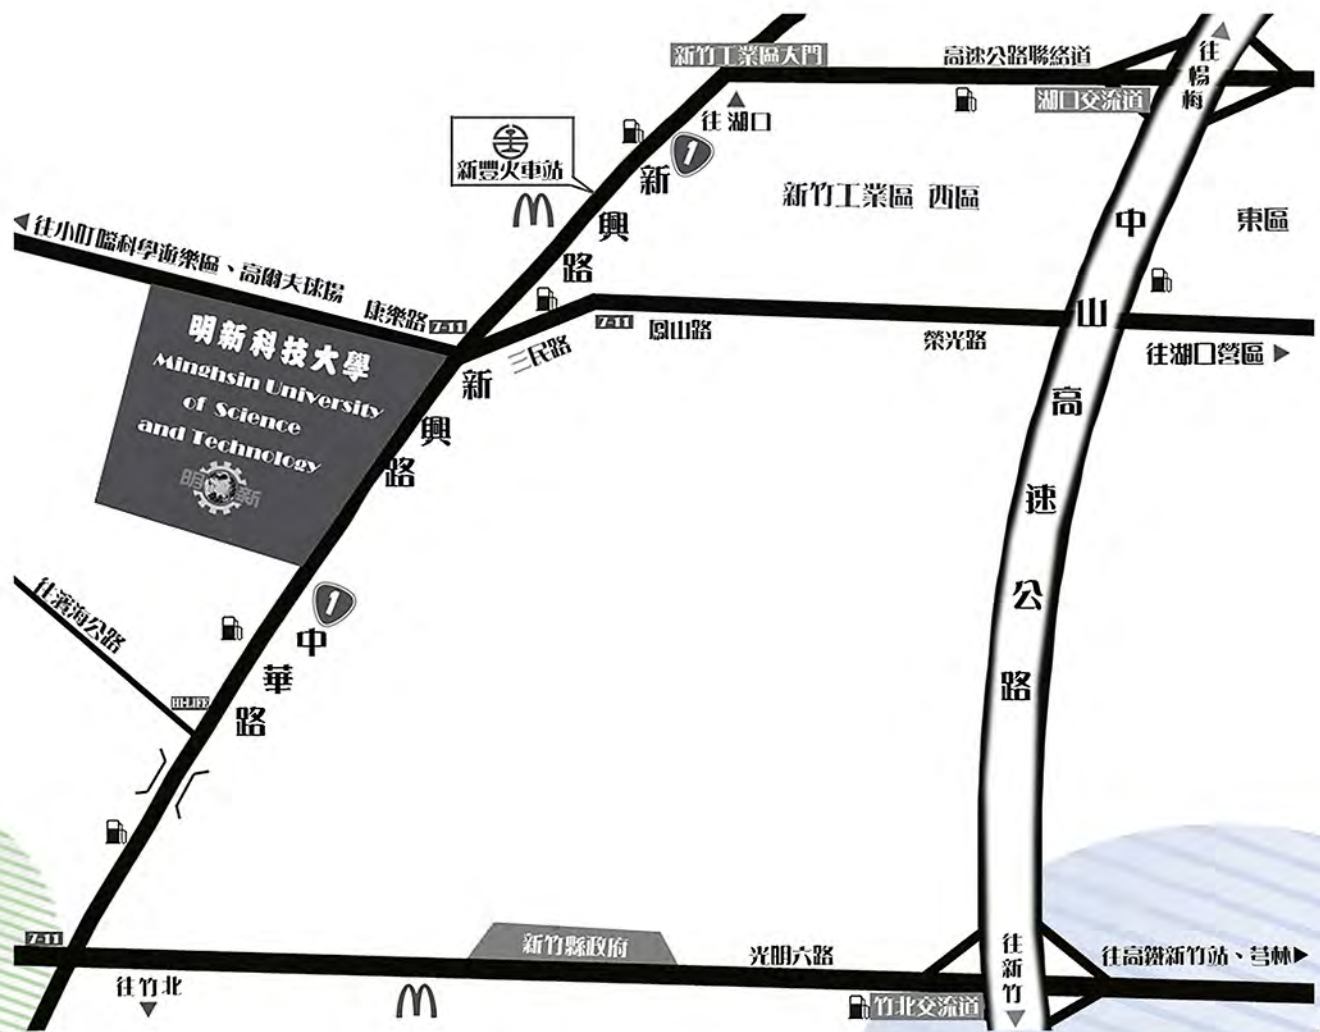 新竹工業區大門
高速公路聯絡道
往楊梅
湖口交流道
往湖口
1
新豐火車站
新興路
新竹工業區 西區
東區
中山高速公路
往小叮噹科學遊樂區、高爾夫球場
康樂路
7-11
7-11
三民路
鳳山路
榮光路
往湖口營區
明新科技大學
Minghsin University
of Science
and Technology
明新
新興路
往濱海公路
1
中華路
HI-LIFE
7-11
新竹縣政府
光明六路
往新竹
往高鐵新竹站、芎林
往竹北
竹北交流道